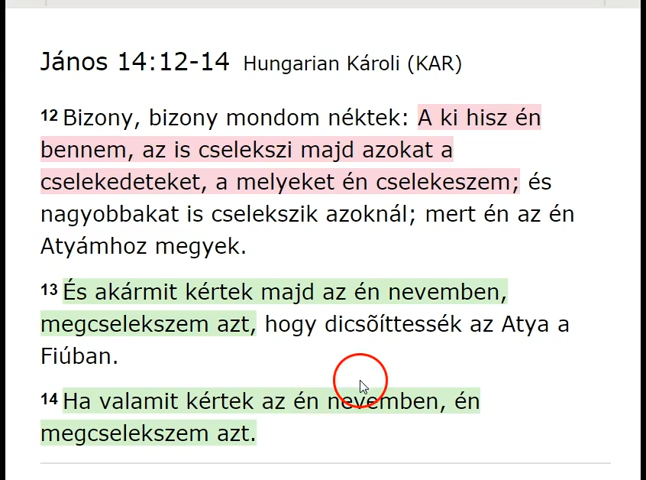 János 14:12-14 Hungarian Károli (KAR)
12 Bizony, bizony mondom néktek: A ki hisz én
bennem, az is cselekszi majd azokat a
cselekedeteket, a melyeket én cselekeszem; és
nagyobbakat is cselekszik azoknál; mert én az én
Atyámhoz megyek.
13 És akármit kértek majd az én nevemben,
megcselekszem azt, hogy dicsõíttessék az Atya a
Fiúban.
14 Ha valamit kértek az én nevemben, én
megcselekszem azt.